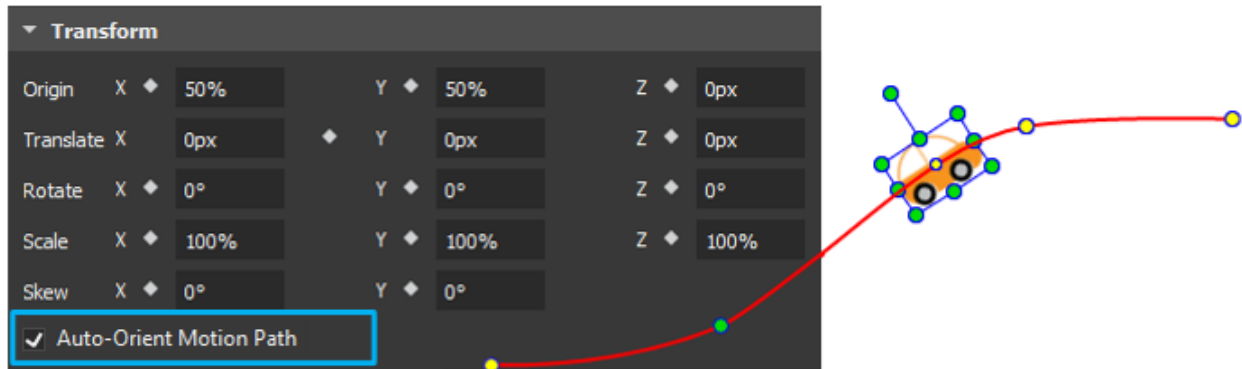 Transform
Origin X 50% Y 50% Z 0px
Translate X 0px Y 0px Z 0px
Rotate X 0° Y 0° Z 0°
Scale X 100% Y 100% Z 100%
Skew X 0° Y 0°
Auto-Orient Motion Path